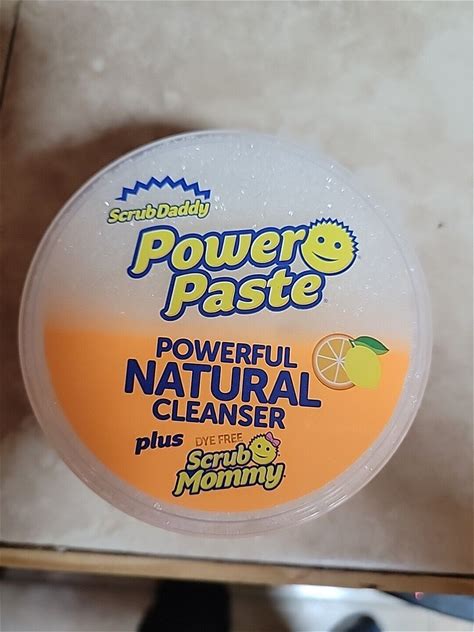 ScrubDaddy
Power
Paste
POWERFUL
NATURAL
CLEANSER
plus DYE FREE
Scrub
Mommy